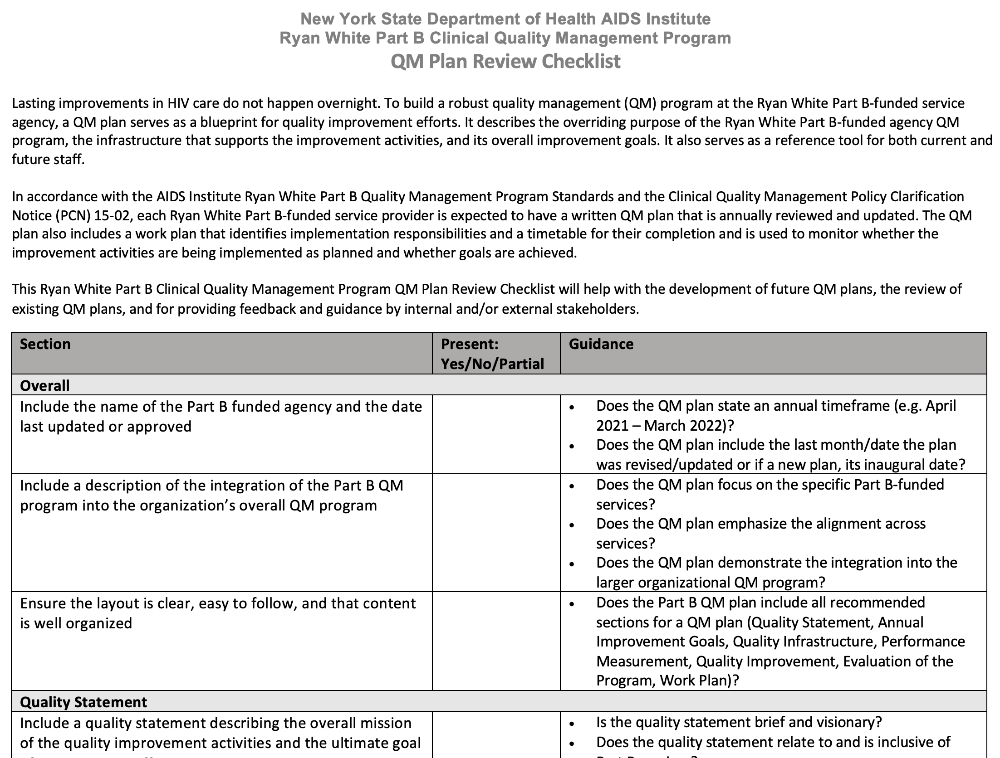 New York State Department of Health AIDS Institute
Ryan White Part B Clinical Quality Management Program
QM Plan Review Checklist
Lasting improvements in HIV care do not happen overnight. To build a robust quality management (QM) program at the Ryan White Part B-funded service
agency, a QM plan serves as a blueprint for quality improvement efforts. It describes the overriding purpose of the Ryan White Part B-funded agency QM
program, the infrastructure that supports the improvement activities, and its overall improvement goals. It also serves as a reference tool for both current and
future staff.
In accordance with the AIDS Institute Ryan White Part B Quality Management Program Standards and the Clinical Quality Management Policy Clarification
Notice (PCN) 15-02, each Ryan White Part B-funded service provider is expected to have a written QM plan that is annually reviewed and updated. The QM
plan also includes a work plan that identifies implementation responsibilities and a timetable for their completion and is used to monitor whether the
improvement activities are being implemented as planned and whether goals are achieved.
This Ryan White Part B Clinical Quality Management Program QM Plan Review Checklist will help with the development of future QM plans, the review of
existing QM plans, and for providing feedback and guidance by internal and/or external stakeholders.
Section
Present:
Yes/No/Partial
Guidance
Overall
Include the name of the Part B funded agency and the date
last updated or approved
• Does the QM plan state an annual timeframe (e.g. April
2021 – March 2022)?
• Does the QM plan include the last month/date the plan
was revised/updated or if a new plan, its inaugural date?
Include a description of the integration of the Part B QM
program into the organization’s overall QM program
• Does the QM plan focus on the specific Part B-funded
services?
• Does the QM plan emphasize the alignment across
services?
• Does the QM plan demonstrate the integration into the
larger organizational QM program?
Ensure the layout is clear, easy to follow, and that content
is well organized
• Does the Part B QM plan include all recommended
sections for a QM plan (Quality Statement, Annual
Improvement Goals, Quality Infrastructure, Performance
Measurement, Quality Improvement, Evaluation of the
Program, Work Plan)?
Quality Statement
Include a quality statement describing the overall mission
of the quality improvement activities and the ultimate goal
• Is the quality statement brief and visionary?
• Does the quality statement relate to and is inclusive of